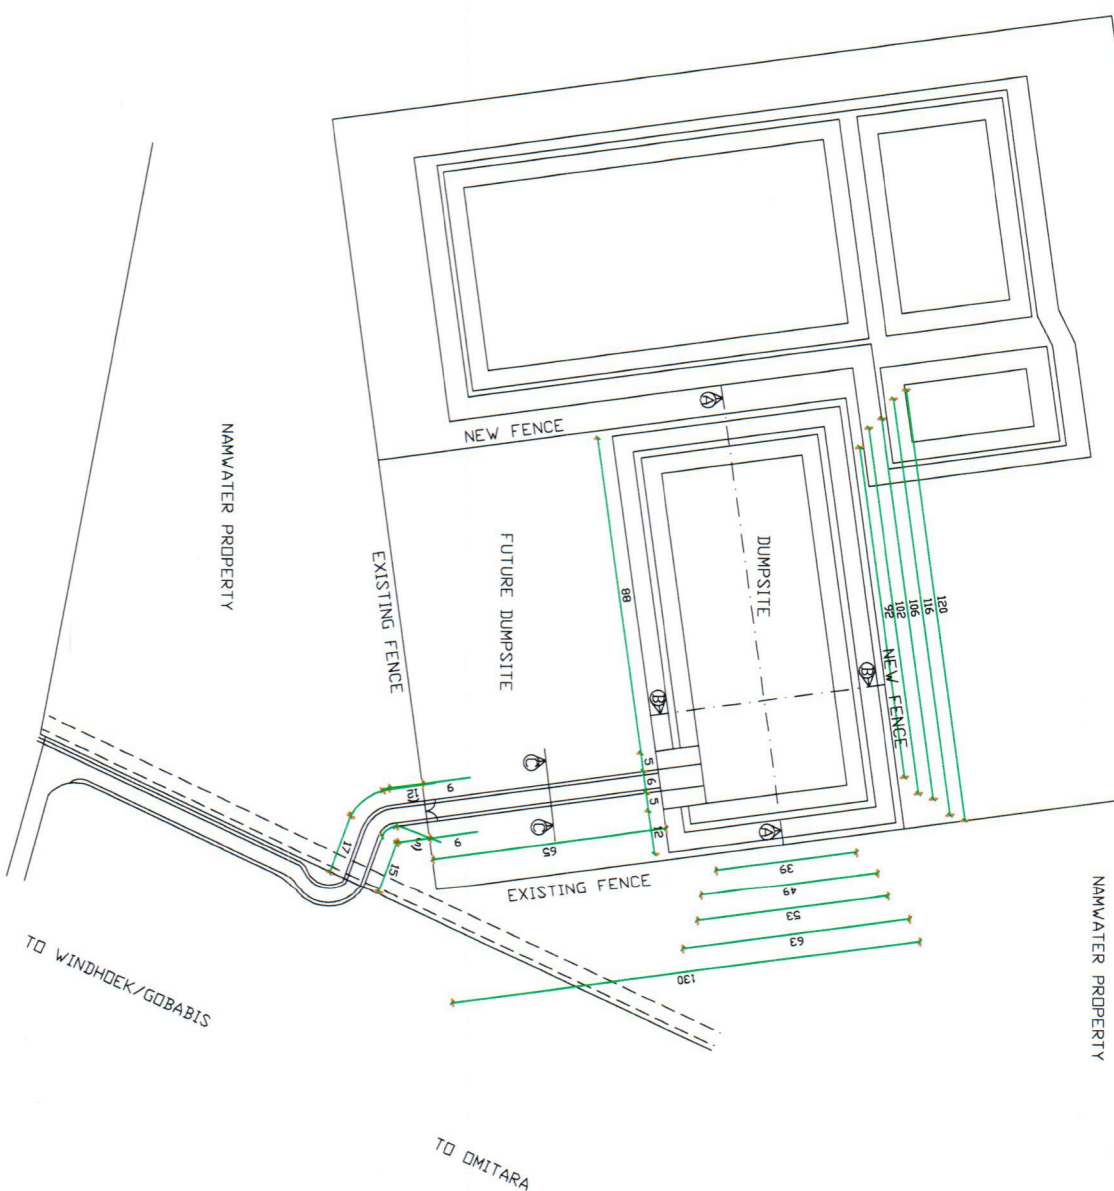 NEW FENCE
A
NAMWATER PROPERTY
EXISTING FENCE
FUTURE DUMPSITE
88
DUMPSITE
92
102
106
116
120
B
B
NEW FENCE
C
C
5
6
5
12
A
12
9
9
17
15
65
EXISTING FENCE
39
49
53
63
130
NAMWATER PROPERTY
TO WINDHOEK/GOBABIS
TO OMITARA